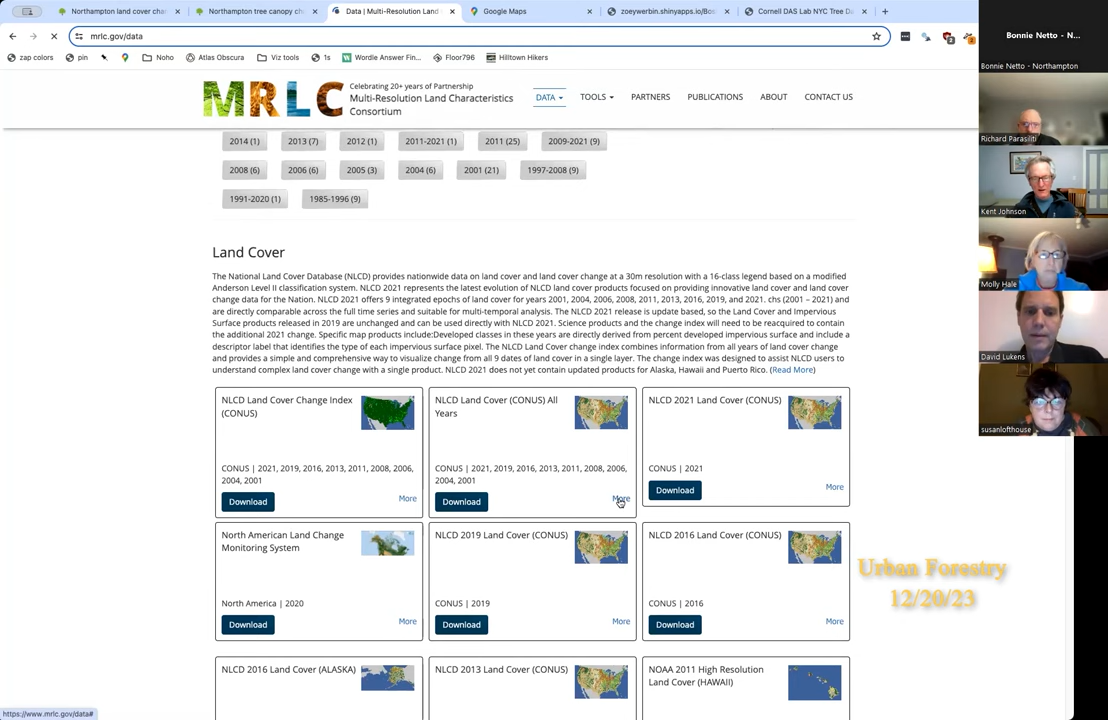 Northampton land cover chan
Northampton tree canopy ch
Data | Multi-Resolution Land
Google Maps
zoeywerbin.shinyapps.io/Bos
Cornell DAS Lab NYC Tree Da
mrlc.gov/data
zap colors
pin
Noho
Atlas Obscura
Viz tools
1s
Wordle Answer Fin...
Floor796
Hilltown Hikers
MRLC
Celebrating 20+ years of Partnership
Multi-Resolution Land Characteristics
Consortium
DATA
TOOLS
PARTNERS
PUBLICATIONS
ABOUT
CONTACT US
2014 (1)
2013 (7)
2012 (1)
2011-2021 (1)
2011 (25)
2009-2021 (9)
2008 (6)
2006 (6)
2005 (3)
2004 (6)
2001 (21)
1997-2008 (9)
1991-2020 (1)
1985-1996 (9)
Land Cover
The National Land Cover Database (NLCD) provides nationwide data on land cover and land cover change at a 30m resolution with a 16-class legend based on a modified
Anderson Level II classification system. NLCD 2021 represents the latest evolution of NLCD land cover products focused on providing innovative land cover and land cover
change data for the Nation. NLCD 2021 offers 9 integrated epochs of land cover for years 2001, 2004, 2006, 2008, 2011, 2013, 2016, 2019, and 2021. chs (2001 – 2021) and
are directly comparable across the full time series and suitable for multi-temporal analysis. The NLCD 2021 release is update based, so the Land Cover and Impervious
Surface products released in 2019 are unchanged and can be used directly with NLCD 2021. Science products and the change index will need to be reacquired to contain
the additional 2021 change. Specific map products include:Developed classes in these years are directly derived from percent developed impervious surface and include a
descriptor label that identifies the type of each impervious surface pixel. The NLCD Land Cover change index combines information from all years of land cover change
and provides a simple and comprehensive way to visualize change from all 9 dates of land cover in a single layer. The change index was designed to assist NLCD users to
understand complex land cover change with a single product. NLCD 2021 does not yet contain updated products for Alaska, Hawaii and Puerto Rico. (Read More)
NLCD Land Cover Change Index
(CONUS)
CONUS | 2021, 2019, 2016, 2013, 2011, 2008, 2006,
2004, 2001
Download
More
NLCD Land Cover (CONUS) All
Years
CONUS | 2021, 2019, 2016, 2013, 2011, 2008, 2006,
2004, 2001
Download
More
NLCD 2021 Land Cover (CONUS)
CONUS | 2021
Download
More
North American Land Change
Monitoring System
North America | 2020
Download
More
NLCD 2019 Land Cover (CONUS)
CONUS | 2019
Download
More
NLCD 2016 Land Cover (CONUS)
CONUS | 2016
Download
More
NLCD 2016 Land Cover (ALASKA)
NLCD 2013 Land Cover (CONUS)
NOAA 2011 High Resolution
Land Cover (HAWAII)
https://www.mrlc.gov/data#
Bonnie Netto - N...
Bonnie Netto - Northampton
Richard Parasiliti
Kent Johnson
Molly Hale
David Lukens
susanlofthouse
Urban Forestry
12/20/23